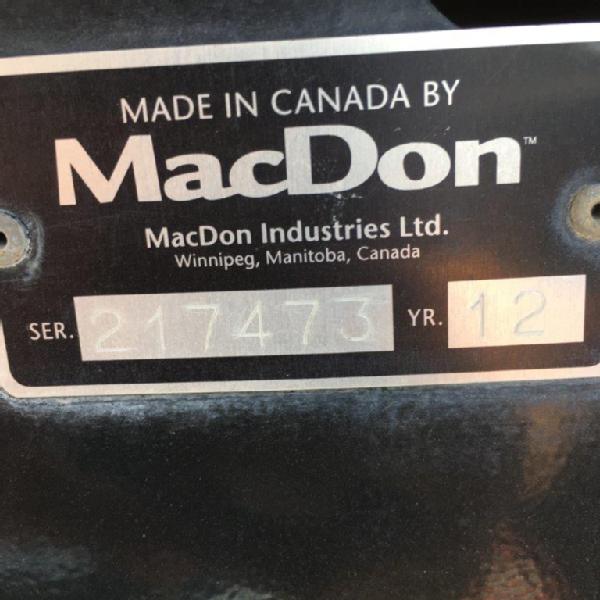 MADE IN CANADA BY
MacDon™
MacDon Industries Ltd.
Winnipeg, Manitoba, Canada
SER. 217473 YR. 12